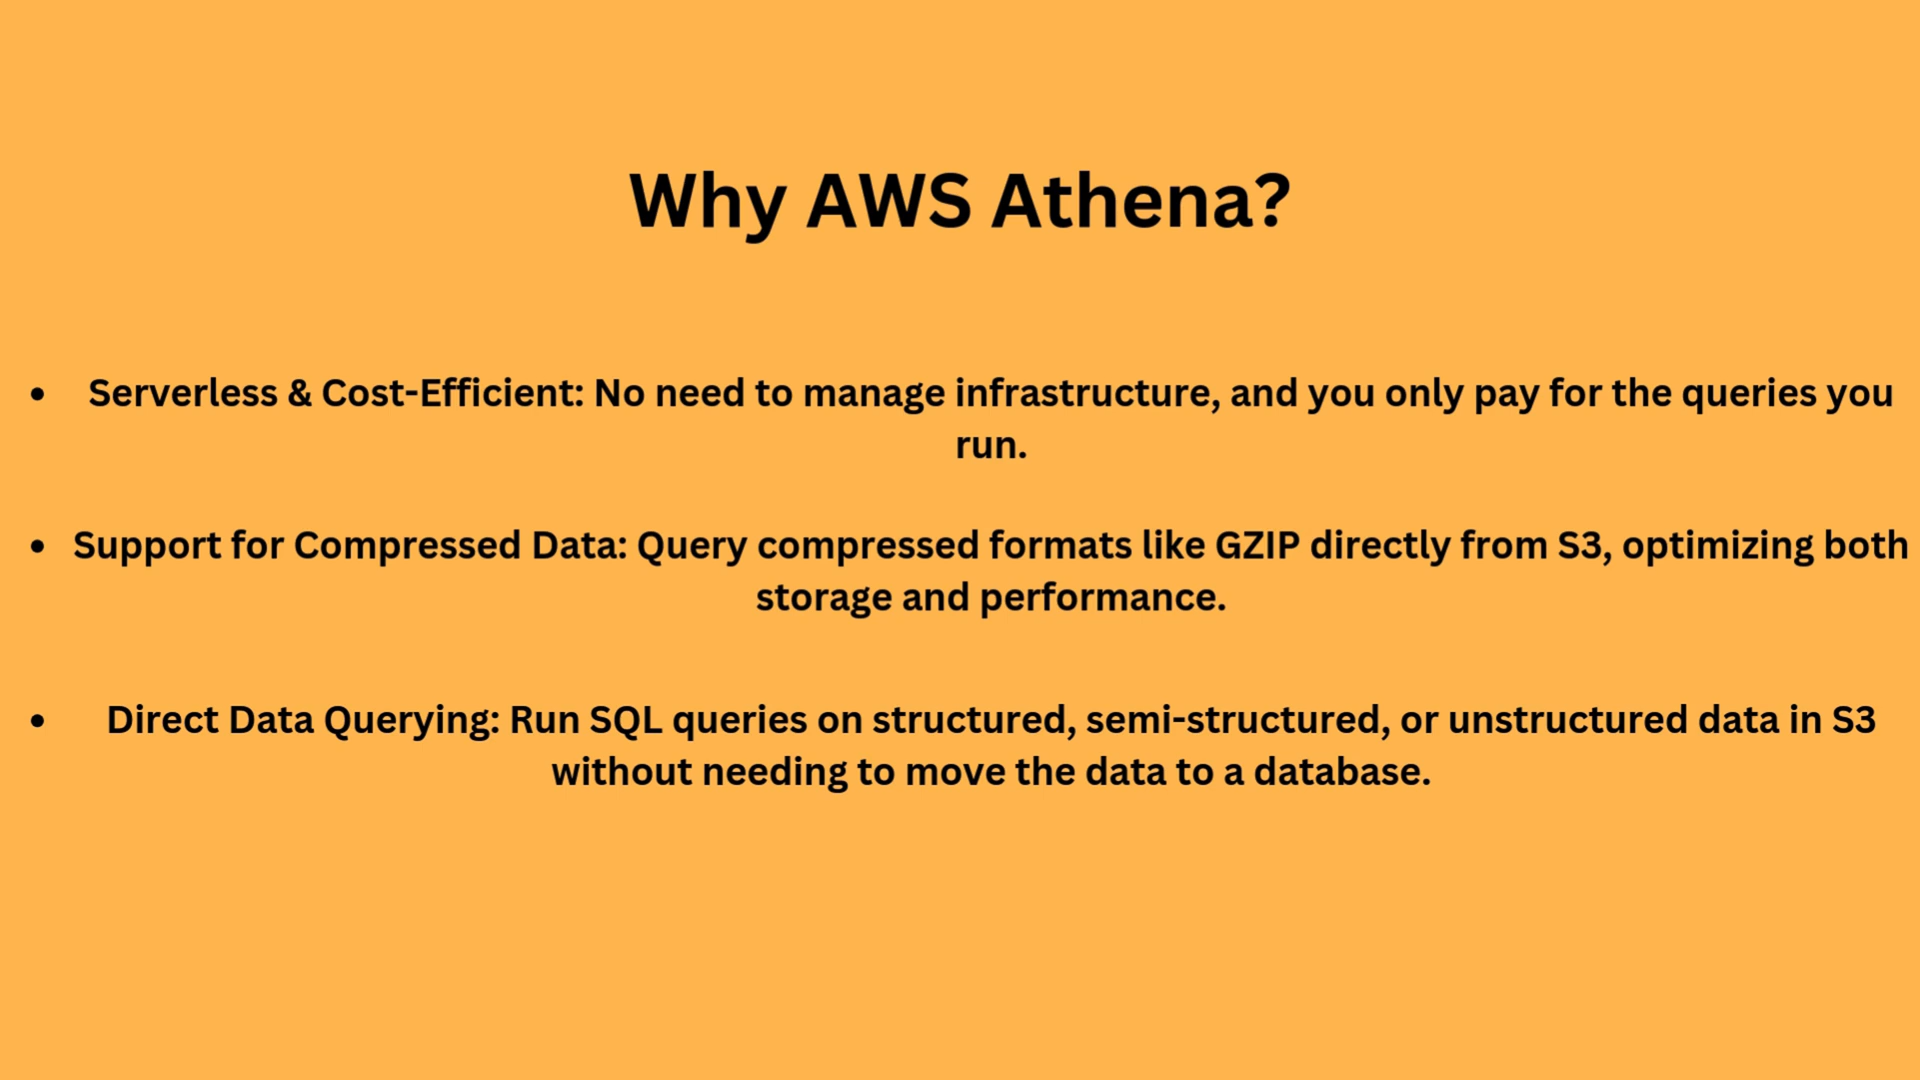 Why AWS Athena?
• Serverless & Cost-Efficient: No need to manage infrastructure, and you only pay for the queries you
run.
• Support for Compressed Data: Query compressed formats like GZIP directly from S3, optimizing both
storage and performance.
• Direct Data Querying: Run SQL queries on structured, semi-structured, or unstructured data in S3
without needing to move the data to a database.